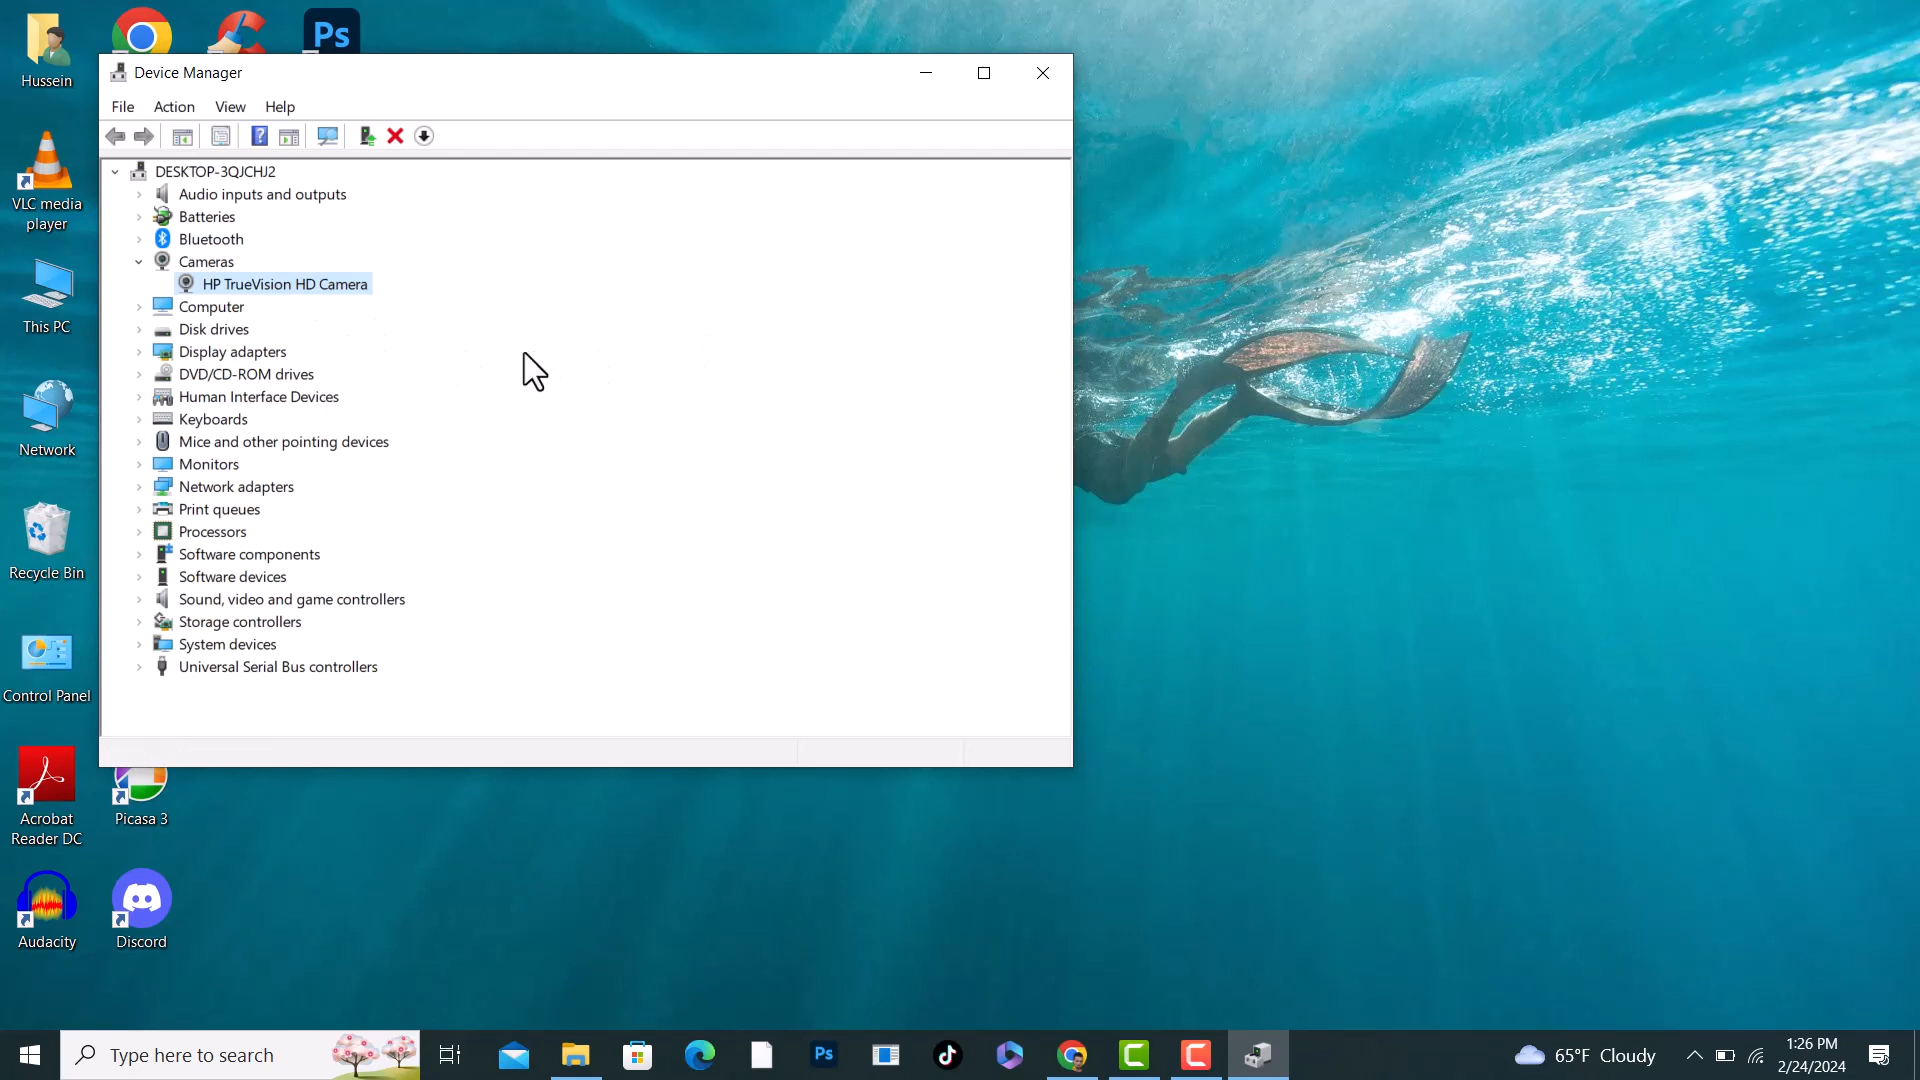 Hussein
Ps
Device Manager
File Action View Help
DESKTOP-3QJCHJ2
Audio inputs and outputs
Batteries
Bluetooth
Cameras
HP TrueVision HD Camera
Computer
Disk drives
Display adapters
DVD/CD-ROM drives
Human Interface Devices
Keyboards
Mice and other pointing devices
Monitors
Network adapters
Print queues
Processors
Software components
Software devices
Sound, video and game controllers
Storage controllers
System devices
Universal Serial Bus controllers
VLC media
player
This PC
Network
Recycle Bin
Control Panel
Acrobat
Reader DC
Picasa 3
Audacity
Discord
Type here to search
Ps
65°F Cloudy
1:26 PM
2/24/2024